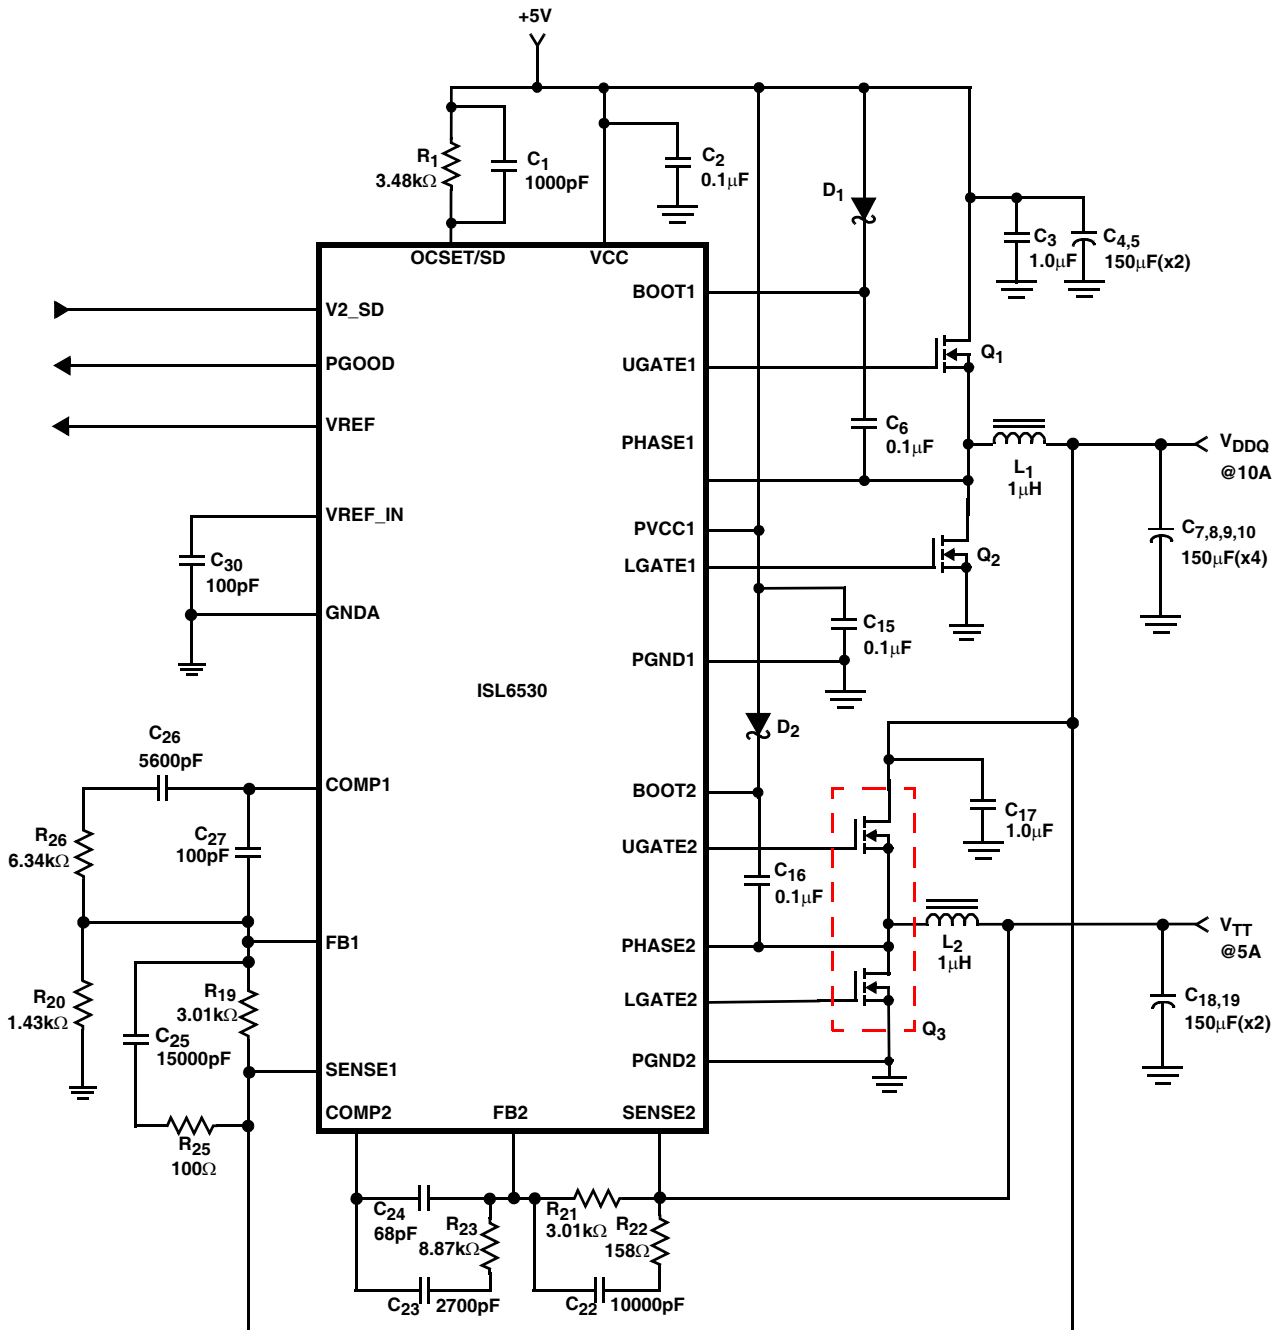 +5V
R1
3.48kΩ
C1
1000pF
C2
0.1µF
D1
C3
1.0µF
C4,5
150µF(x2)
OCSET/SD
VCC
V2_SD
PGOOD
VREF
VREF_IN
C30
100pF
GNDA
ISL6530
BOOT1
UGATE1
Q1
PHASE1
C6
0.1µF
L1
1µH
VDDQ
@10A
PVCC1
LGATE1
Q2
C7,8,9,10
150µF(x4)
C15
0.1µF
PGND1
D2
C26
5600pF
COMP1
R26
6.34kΩ
C27
100pF
BOOT2
UGATE2
C17
1.0µF
C16
0.1µF
FB1
PHASE2
L2
1µH
VTT
@5A
R20
1.43kΩ
R19
3.01kΩ
C25
15000pF
LGATE2
Q3
C18,19
150µF(x2)
SENSE1
PGND2
COMP2
FB2
SENSE2
R25
100Ω
C24
68pF
R23
8.87kΩ
R21
3.01kΩ
R22
158Ω
C23
2700pF
C22
10000pF